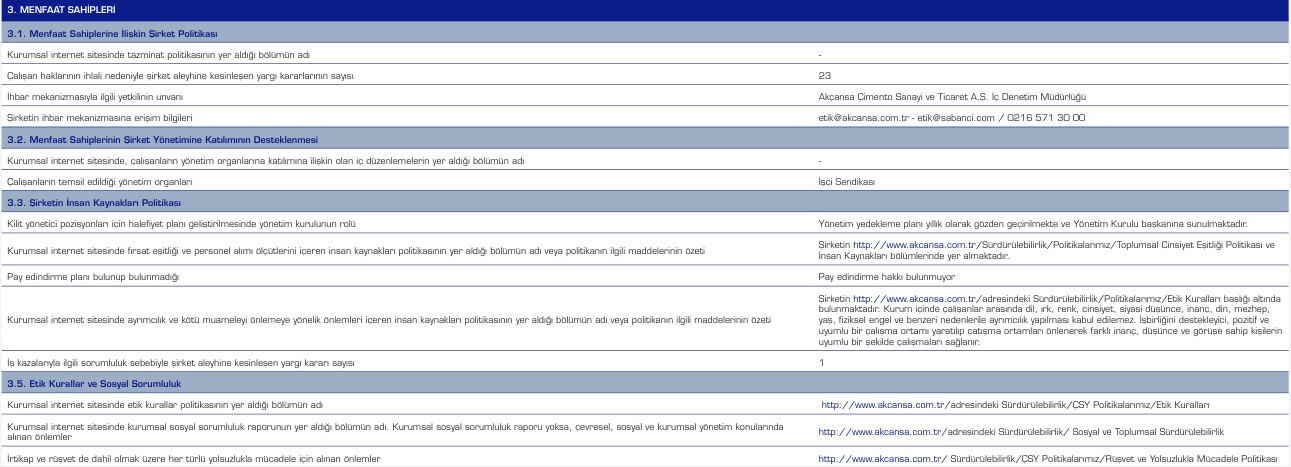 3. MENFAAT SAHİPLERİ
3.1. Menfaat Sahiplerine İlişkin Şirket Politikası
Kurumsal internet sitesinde tazminat politikasının yer aldığı bölümün adı -
Çalışan haklarının ihlali nedeniyle şirket aleyhine kesinleşen yargı kararlarının sayısı 23
İhbar mekanizmasıyla ilgili yetkilinin unvanı Akçansa Çimento Sanayi ve Ticaret A.Ş. İç Denetim Müdürlüğü
Şirketin ihbar mekanizmasına erişim bilgileri etik@akcansa.com.tr - etik@sabanci.com / 0216 571 30 00
3.2. Menfaat Sahiplerinin Şirket Yönetimine Katılımının Desteklenmesi
Kurumsal internet sitesinde, çalışanların yönetim organlarına katılımına ilişkin olan iç düzenlemelerin yer aldığı bölümün adı -
Çalışanların temsil edildiği yönetim organları İşçi Sendikası
3.3. Şirketin İnsan Kaynakları Politikası
Kilit yönetici pozisyonları için halefiyet planı geliştirilmesinde yönetim kurulunun rolü Yönetim yedekleme planı yıllık olarak gözden geçirilmekte ve Yönetim Kurulu başkanına sunulmaktadır.
Kurumsal internet sitesinde fırsat eşitliği ve personel alımı ölçütlerini içeren insan kaynakları politikasının yer aldığı bölümün adı veya politikanın ilgili maddelerinin özeti
Şirketin http://www.akcansa.com.tr/Sürdürülebilirlik/Politikalarımız/Toplumsal Cinsiyet Eşitliği Politikası ve
İnsan Kaynakları bölümlerinde yer almaktadır.
Pay edindirme planı bulunup bulunmadığı Pay edindirme hakkı bulunmuyor
Kurumsal internet sitesinde ayrımcılık ve kötü muameleyi önlemeye yönelik önlemleri içeren insan kaynakları politikasının yer aldığı bölümün adı veya politikanın ilgili maddelerinin özeti
Şirketin http://www.akcansa.com.tr/adresindeki Sürdürülebilirlik/Politikalarımız/Etik Kuralları başlığı altında
bulunmaktadır. Kurum içinde çalışanlar arasında dil, ırk, renk, cinsiyet, siyasi düşünce, inanç, din, mezhep,
yaş, fiziksel engel ve benzeri nedenlerle ayrımcılık yapılması kabul edilemez. İşbirliğini destekleyici, pozitif ve
uyumlu bir çalışma ortamı yaratılıp çatışma ortamları önlenerek farklı inanç, düşünce ve görüşe sahip kişilerin
uyumlu bir şekilde çalışmaları sağlanır.
İş kazalarıyla ilgili sorumluluk sebebiyle şirket aleyhine kesinleşen yargı kararı sayısı 1
3.5. Etik Kurallar ve Sosyal Sorumluluk
Kurumsal internet sitesinde etik kurallar politikasının yer aldığı bölümün adı http://www.akcansa.com.tr/adresindeki Sürdürülebilirlik/ÇSY Politikalarımız/Etik Kuralları
Kurumsal internet sitesinde kurumsal sosyal sorumluluk raporunun yer aldığı bölümün adı. Kurumsal sosyal sorumluluk raporu yoksa, çevresel, sosyal ve kurumsal yönetim konularında
alınan önlemler
http://www.akcansa.com.tr/adresindeki Sürdürülebilirlik/ Sosyal ve Toplumsal Sürdürülebilirlik
İrtikap ve rüşvet de dahil olmak üzere her türlü yolsuzlukla mücadele için alınan önlemler http://www.akcansa.com.tr/ Sürdürülebilirlik/ÇSY Politikalarımız/Rüşvet ve Yolsuzlukla Mücadele Politikası